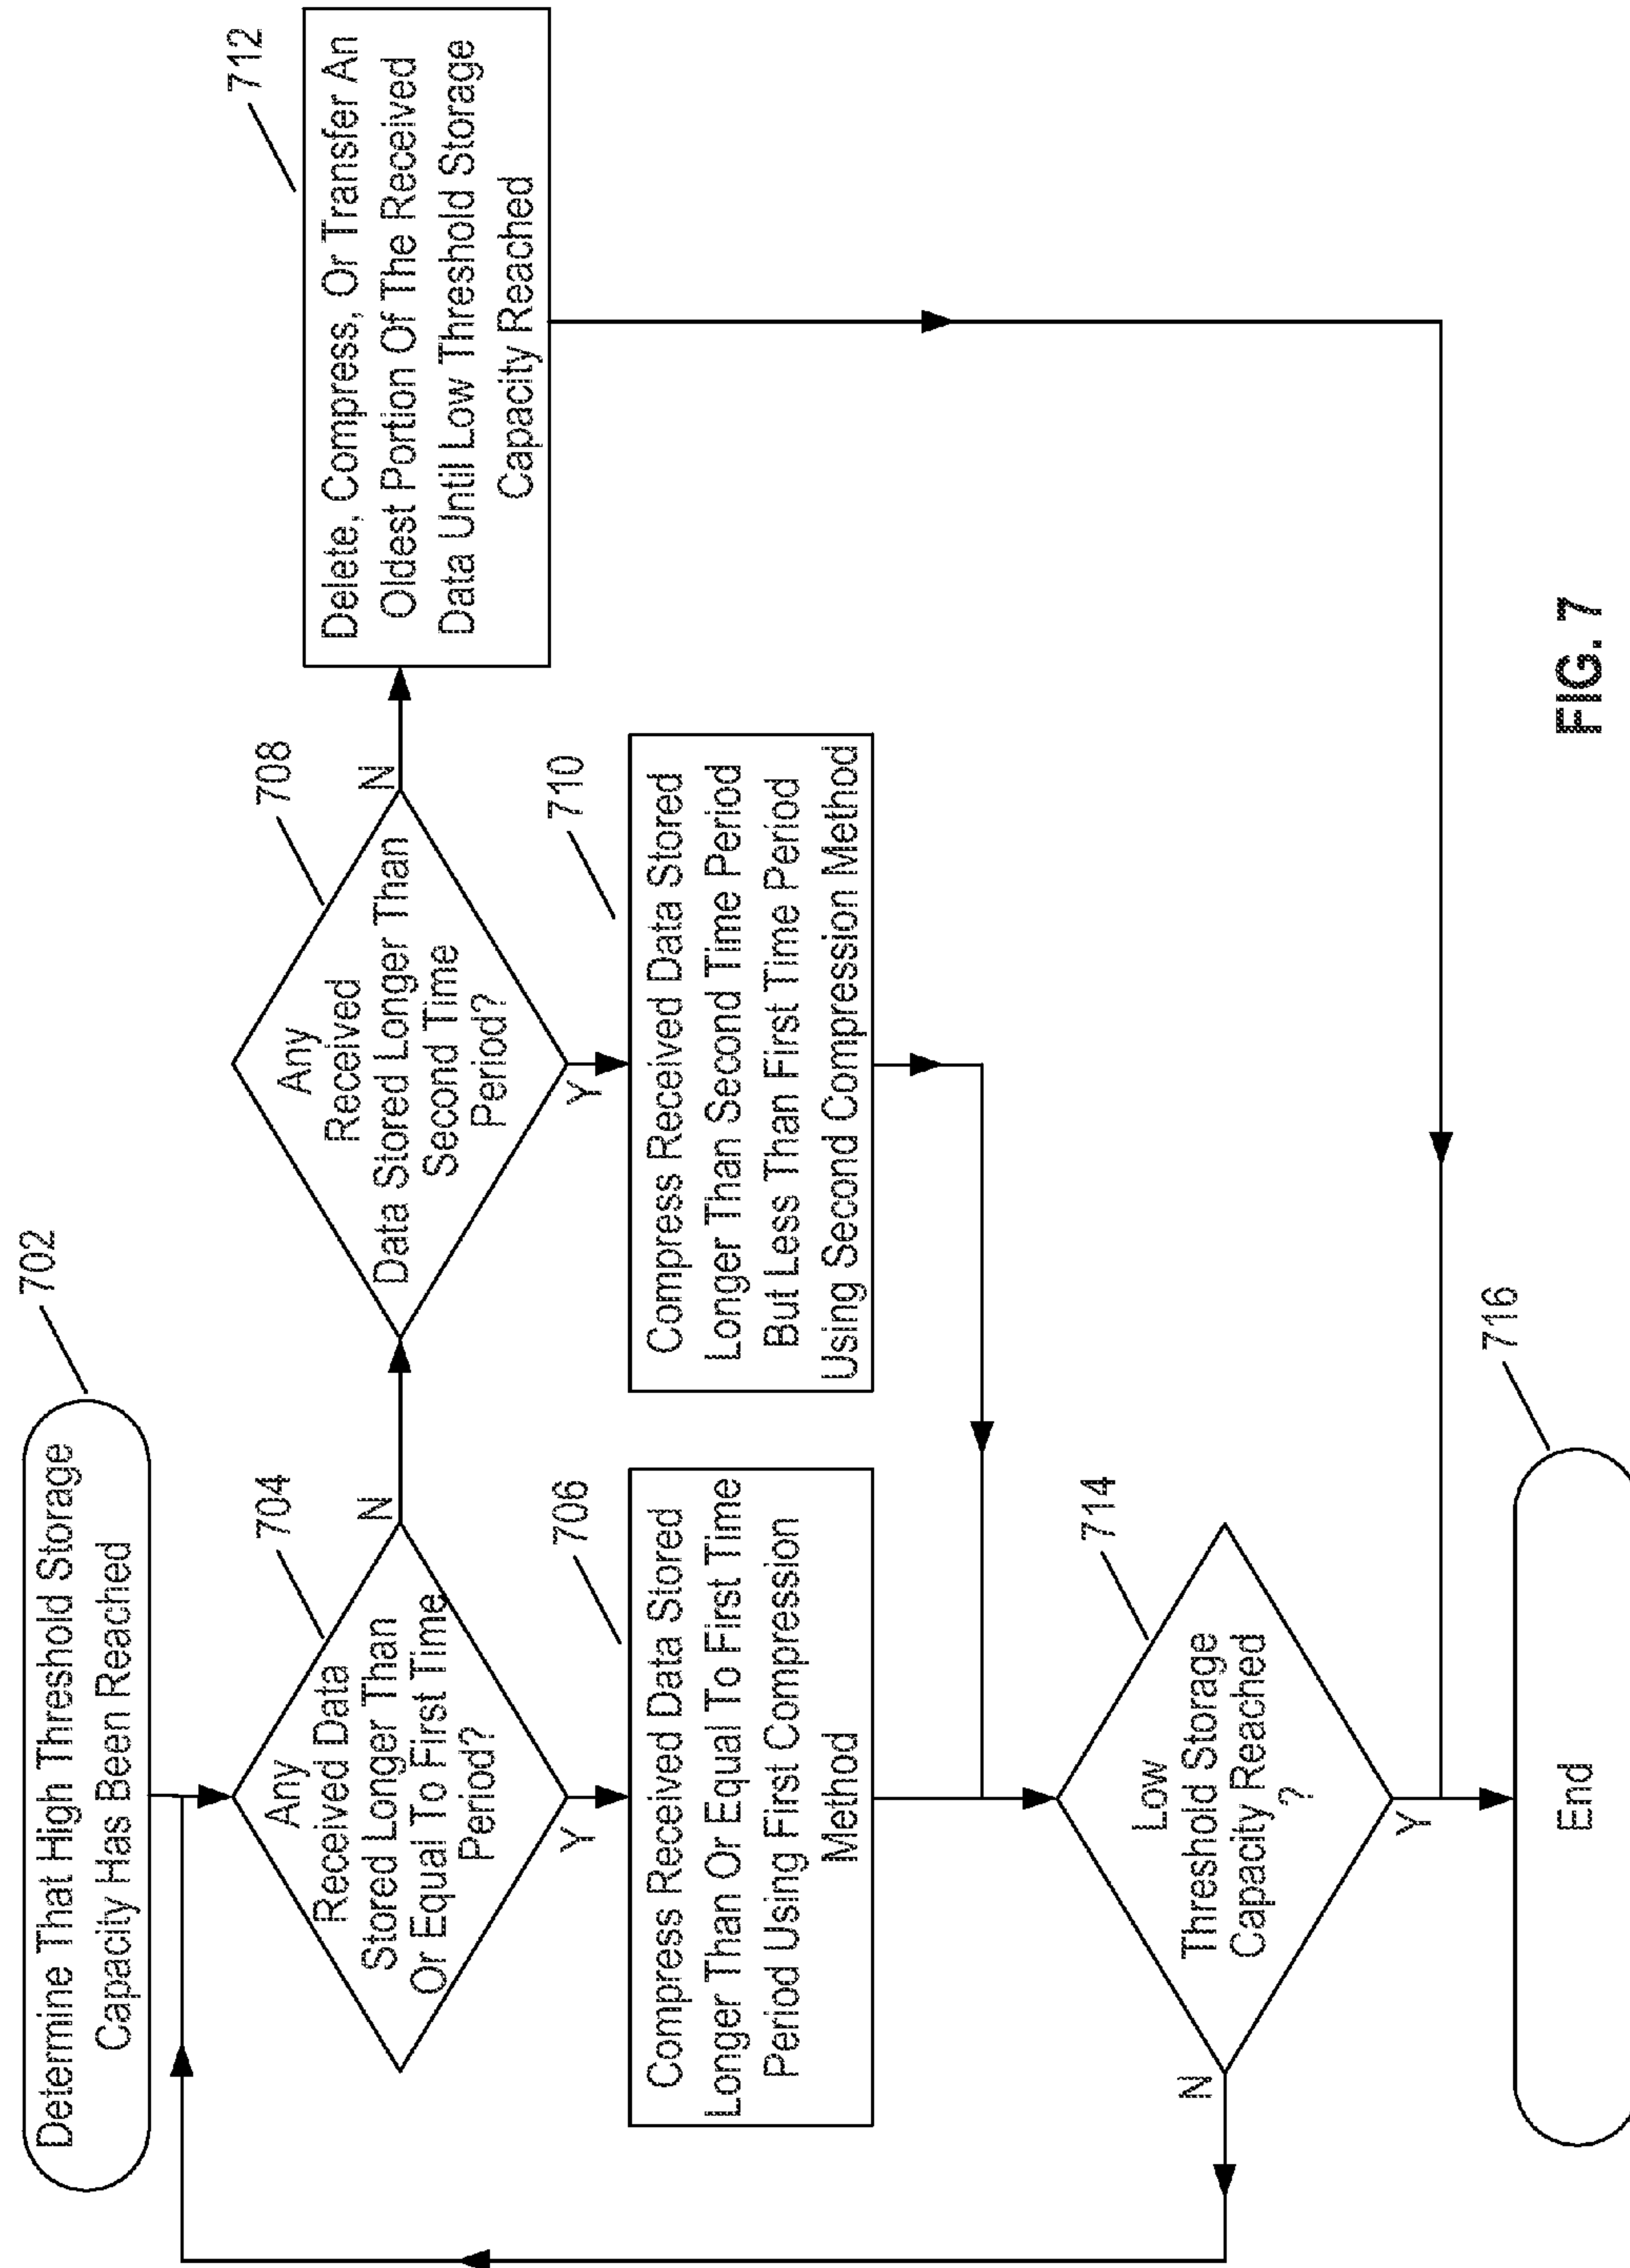 702
Determine That High Threshold Storage
Capacity Has Been Reached
704
Any
Received Data
Stored Longer Than
Or Equal To First Time
Period?
N
Y
708
Any
Received
Data Stored Longer Than
Second Time
Period?
N
Y
712
Delete, Compress, Or Transfer An
Oldest Portion Of The Received
Data Until Low Threshold Storage
Capacity Reached
706
Compress Received Data Stored
Longer Than Or Equal To First Time
Period Using First Compression
Method
710
Compress Received Data Stored
Longer Than Second Time Period
But Less Than First Time Period
Using Second Compression Method
714
Low
Threshold Storage
Capacity Reached
?
N
Y
716
End
FIG. 7